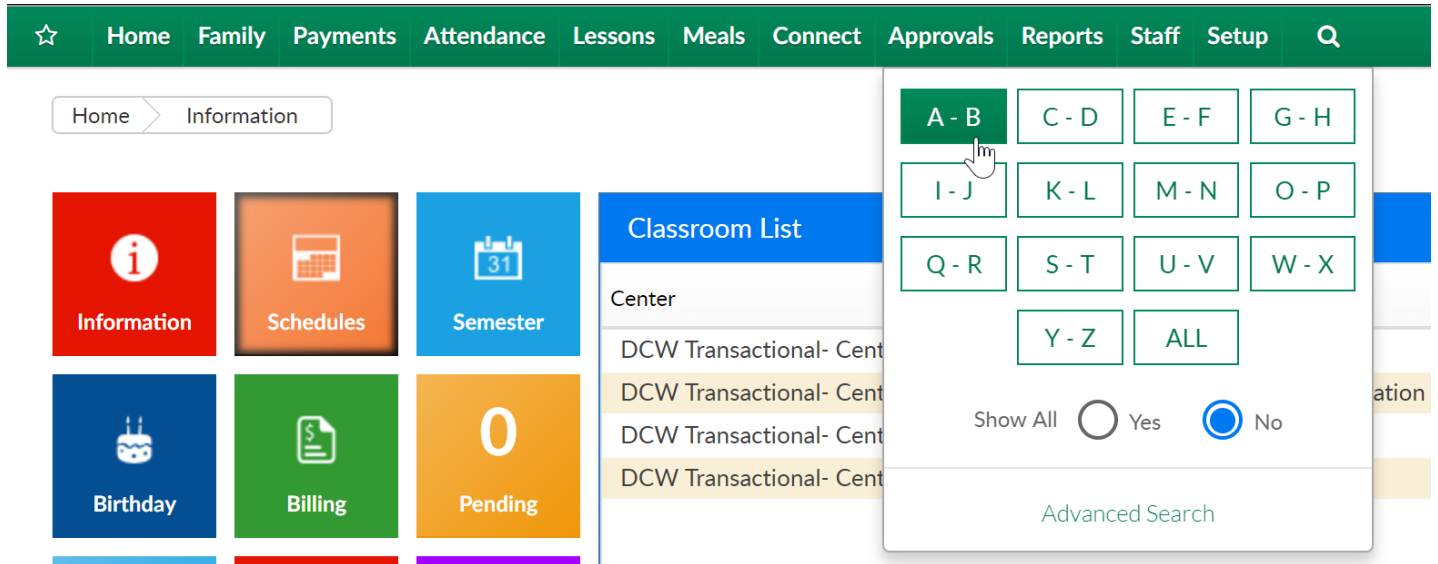 Home Family Payments Attendance Lessons Meals Connect Approvals Reports Staff Setup
Home Information
A - B C - D E - F G - H
I - J K - L M - N O - P
Q - R S - T U - V W - X
Y - Z ALL
Show All Yes No
Advanced Search
Information
Schedules
31
Semester
Birthday
$
Billing
0
Pending
Classroom List
Center
DCW Transactional- Cent
DCW Transactional- Cent ation
DCW Transactional- Cent
DCW Transactional- Cent